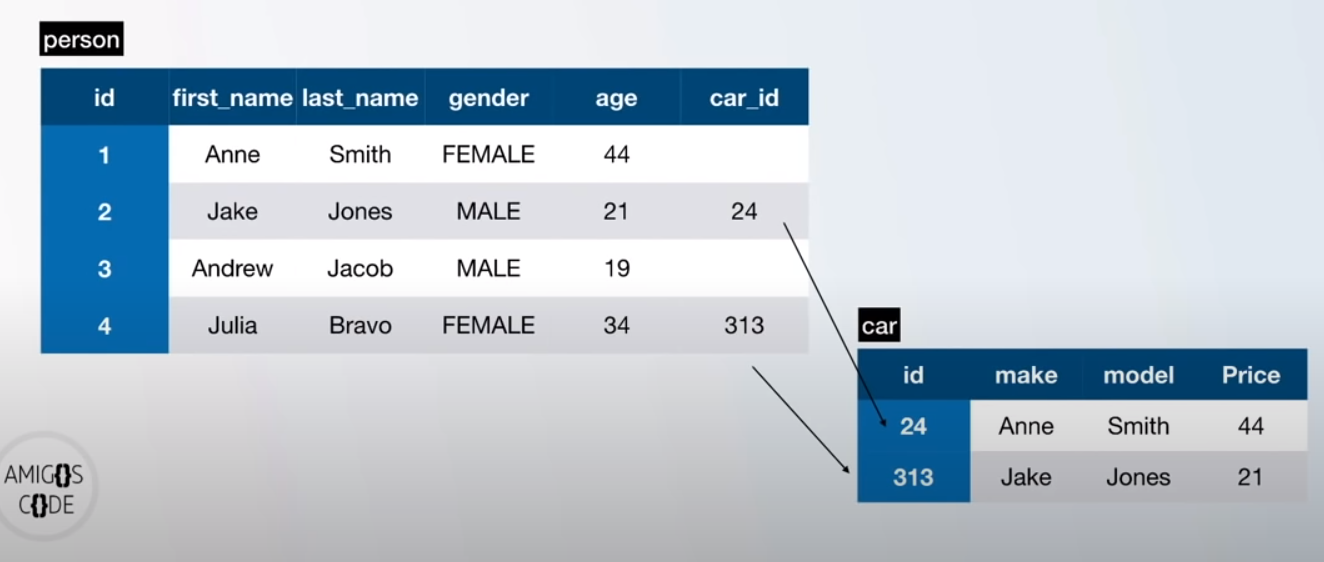 person
id first_name last_name gender age car_id
1 Anne Smith FEMALE 44
2 Jake Jones MALE 21 24
3 Andrew Jacob MALE 19
4 Julia Bravo FEMALE 34 313
car
id make model Price
24 Anne Smith 44
313 Jake Jones 21
AMIG{}S
C{}DE